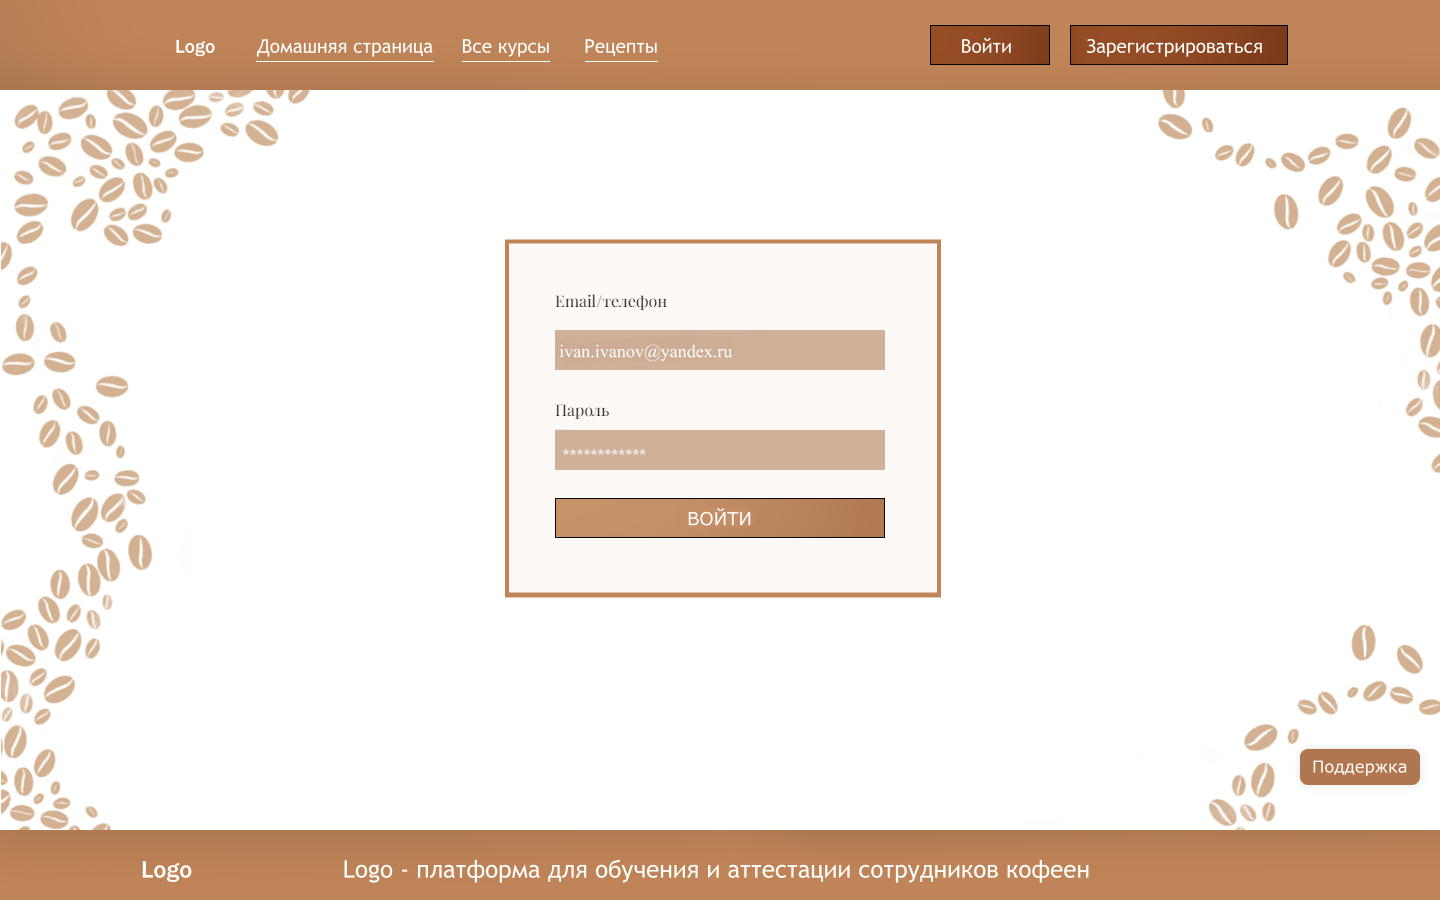 Logo Домашняя страница Все курсы Рецепты Войти Зарегистрироваться
Email/телефон
ivan.ivanov@yandex.ru
Пароль
************
ВОЙТИ
Поддержка
Logo Logo - платформа для обучения и аттестации сотрудников кофеен